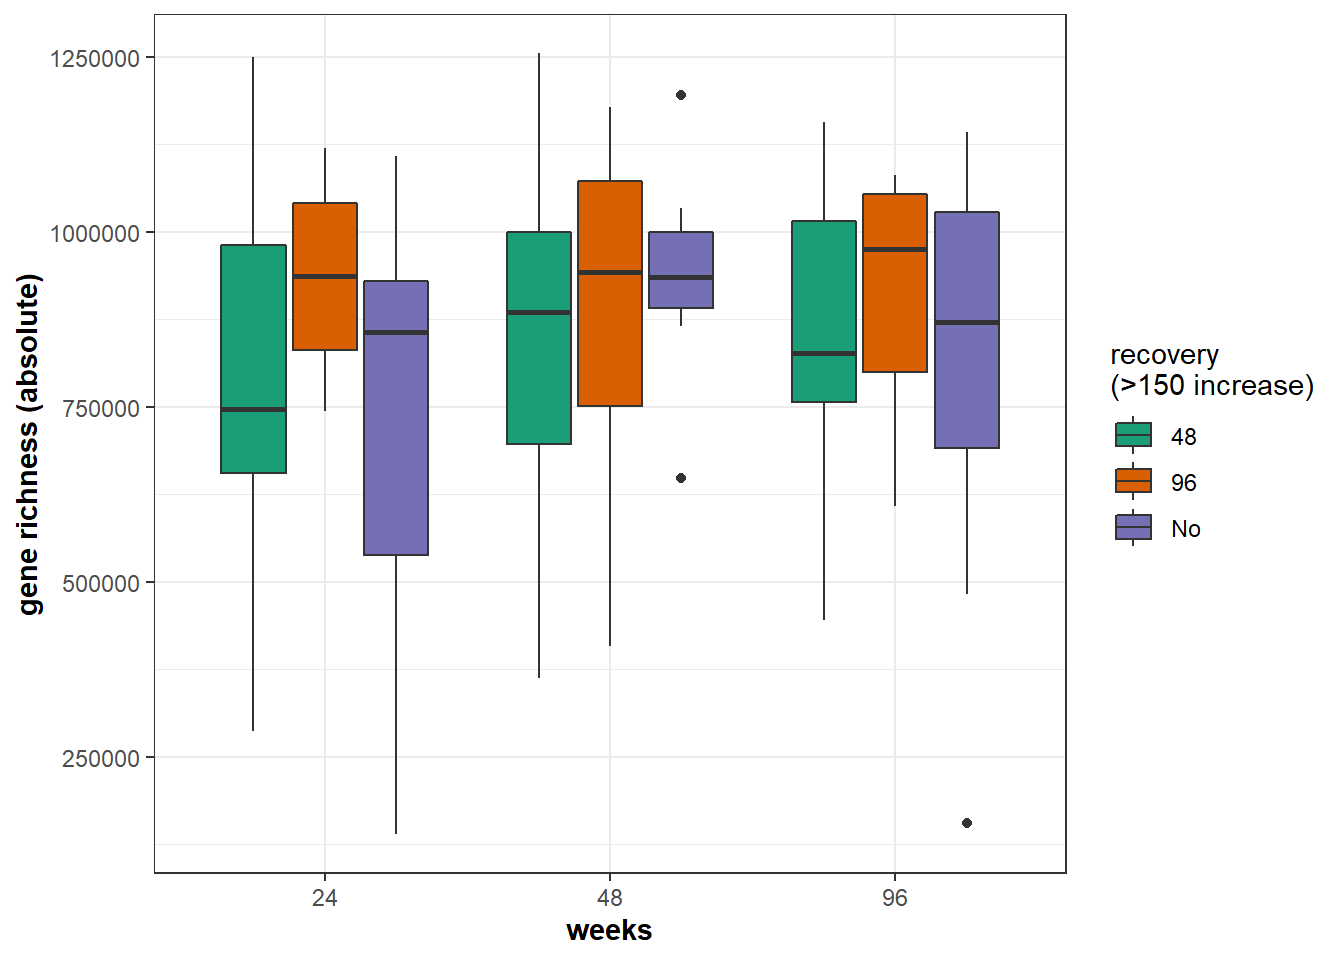 1250000
1000000
750000
500000
250000
gene richness (absolute)
24
48
96
weeks
recovery
(>150 increase)
48
96
No